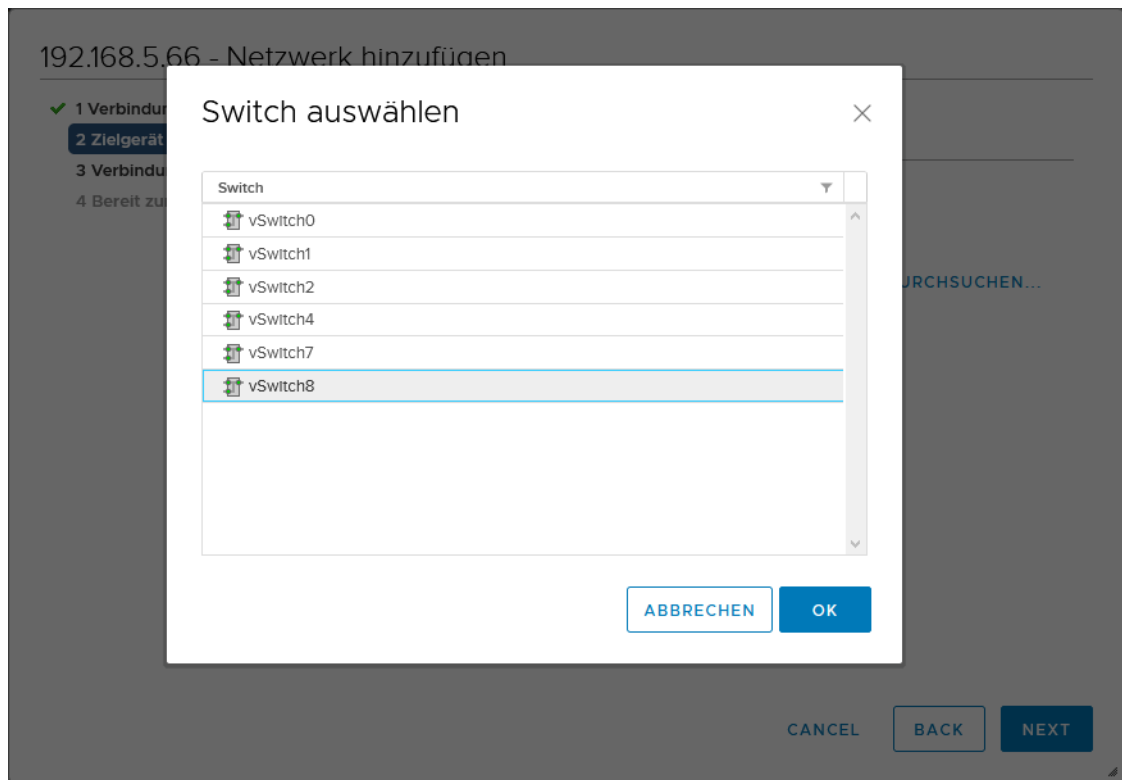 192.168.5.66 - Netzwerk hinzufügen
1 Verbindun
2 Zielgerät
3 Verbindu
4 Bereit zu
Switch auswählen
Switch
vSwitch0
vSwitch1
vSwitch2
vSwitch4
vSwitch7
vSwitch8
URCHSUCHEN...
ABBRECHEN
OK
CANCEL
BACK
NEXT